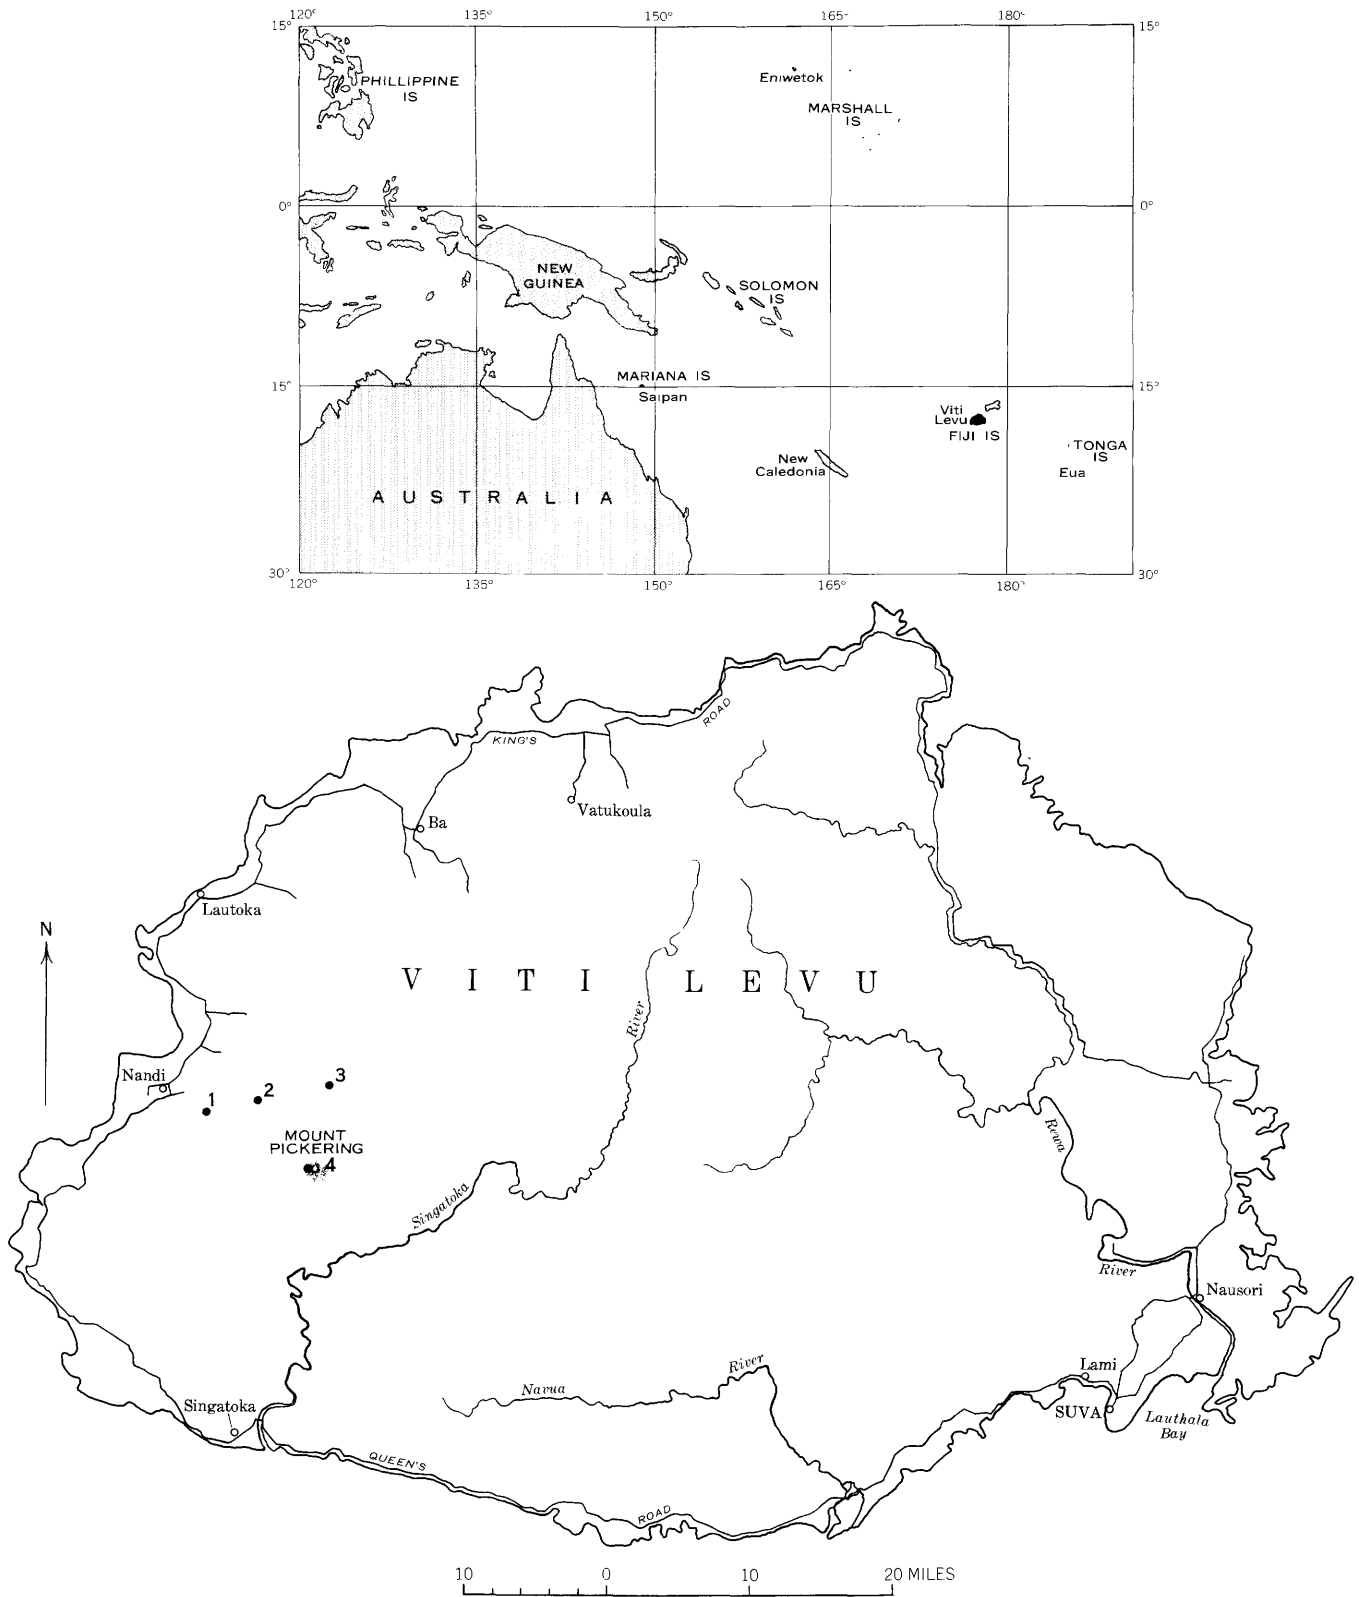 120° 135° 150° 165° 180°
15° 15°
PHILLIPPINE
IS
Eniwetok
MARSHALL
IS
0° 0°
NEW
GUINEA
SOLOMON
IS
MARIANA IS
15° 15°
Saipan
Viti
Levu
FIJI IS
TONGA
IS
New
Caledonia
Eua
AUSTRALIA
30° 30°
120° 135° 150° 165° 180°
ROAD
KING'S
Vatukoula
Ba
Lautoka
N
VITI LEVU
River
Nandi
1
2
3
MOUNT
PICKERING
4
Rewa
Singatoka
River
Nausori
River
Lami
Navua
Singatoka
SUVA
Lauthala
Bay
QUEEN'S
ROAD
10 0 10 20 MILES